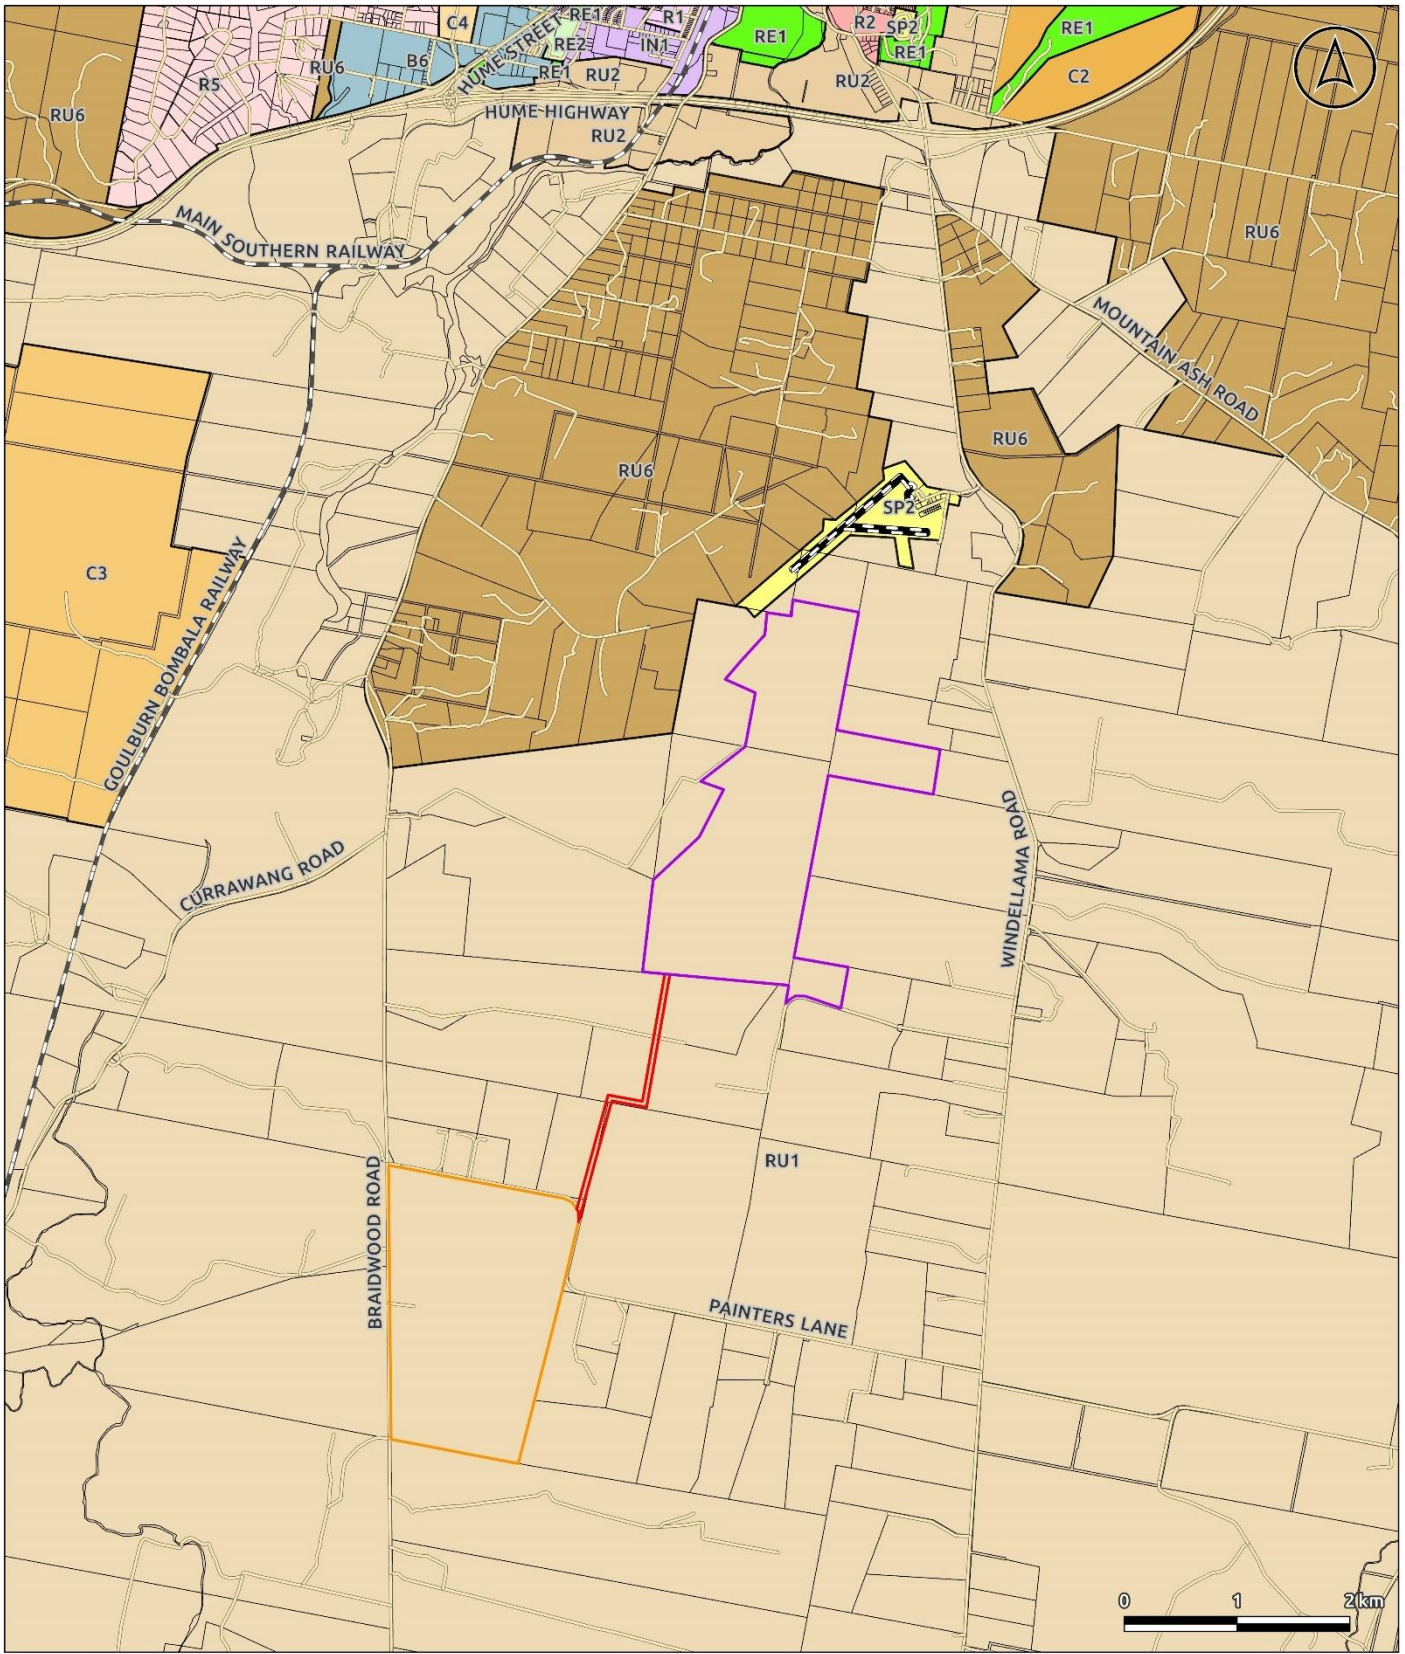 C4
RE1
R1
R2
SP2
RE1
HUME STREET
RE2
IN1
RE1
RE1
B6
RU6
RE1
RU2
RU2
C2
R5
RU6
HUME HIGHWAY
RU2
MAIN SOUTHERN RAILWAY
RU6
MOUNTAIN ASH ROAD
RU6
RU6
SP2
C3
GOULBURN BOMBALA RAILWAY
CURRAWANG ROAD
WINDELLAMA ROAD
RU1
BRAIDWOOD ROAD
PAINTERS LANE
0 1 2 km